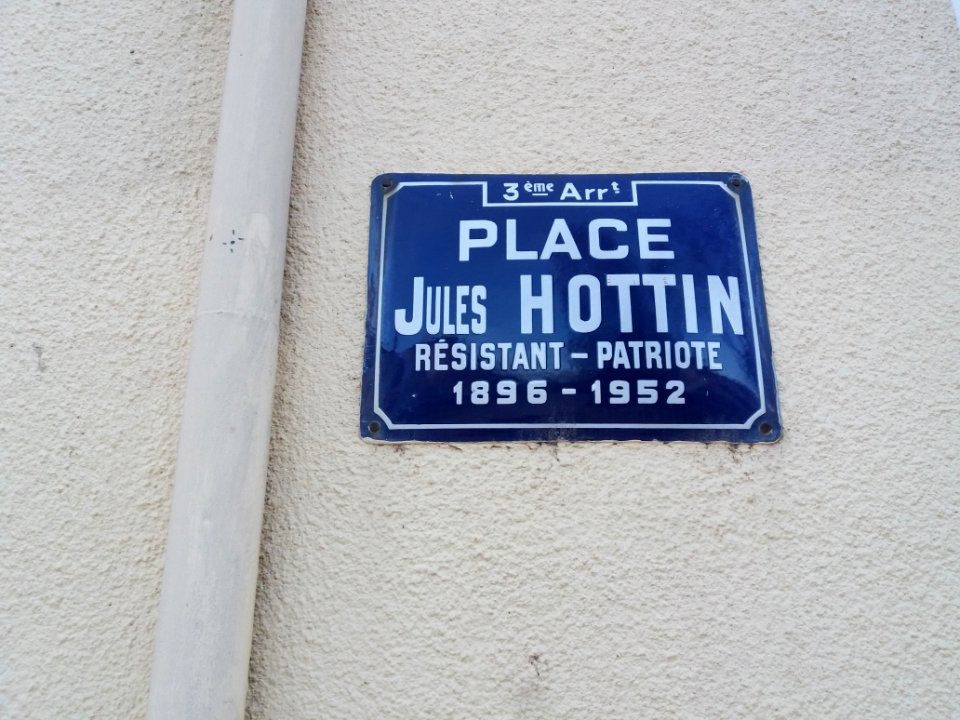 3ème Arrt
PLACE
JULES HOTTIN
RÉSISTANT - PATRIOTE
1896 - 1952